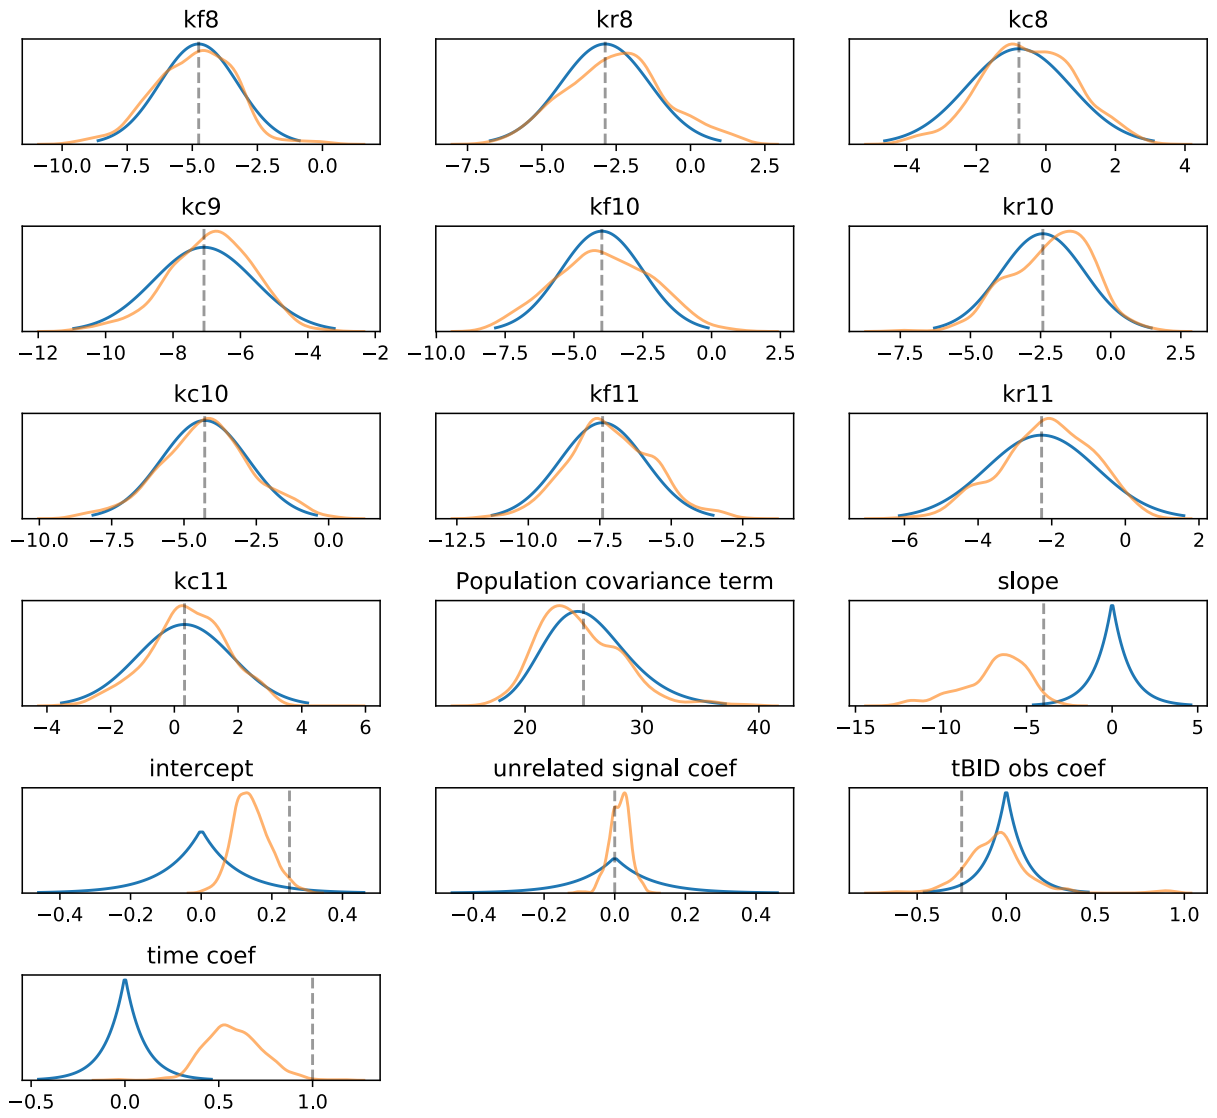 kf8 kr8 kc8
−10.0 −7.5 −5.0 −2.5 0.0 −7.5 −5.0 −2.5 0.0 2.5 −4 −2 0 2 4
kc9 kf10 kr10
−12 −10 −8 −6 −4 −2 −10.0 −7.5 −5.0 −2.5 0.0 2.5 −7.5 −5.0 −2.5 0.0 2.5
kc10 kf11 kr11
−10.0 −7.5 −5.0 −2.5 0.0 −12.5 −10.0 −7.5 −5.0 −2.5 −6 −4 −2 0 2
kc11 Population covariance term slope
−4 −2 0 2 4 6 20 30 40 −15 −10 −5 0 5
intercept unrelated signal coef tBID obs coef
−0.4 −0.2 0.0 0.2 0.4 −0.4 −0.2 0.0 0.2 0.4 −0.5 0.0 0.5 1.0
time coef
−0.5 0.0 0.5 1.0